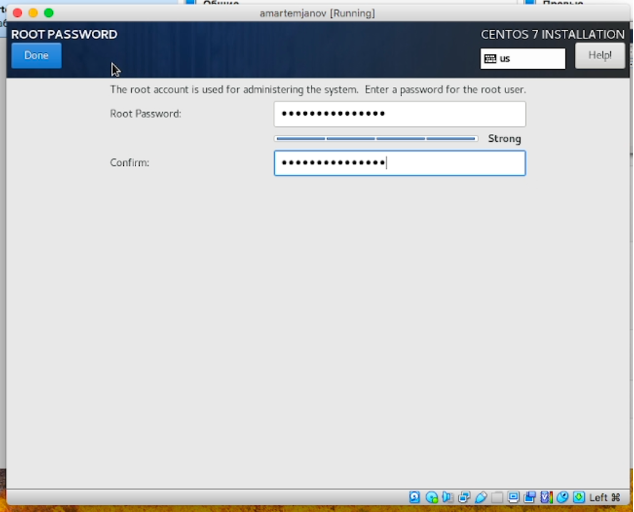 Общие
amartemjanov [Running]
ROOT PASSWORD
CENTOS 7 INSTALLATION
Done
us
Help!
The root account is used for administering the system. Enter a password for the root user.
Root Password:
•••••••••••••••
Strong
Confirm:
•••••••••••••••
Left ⌘